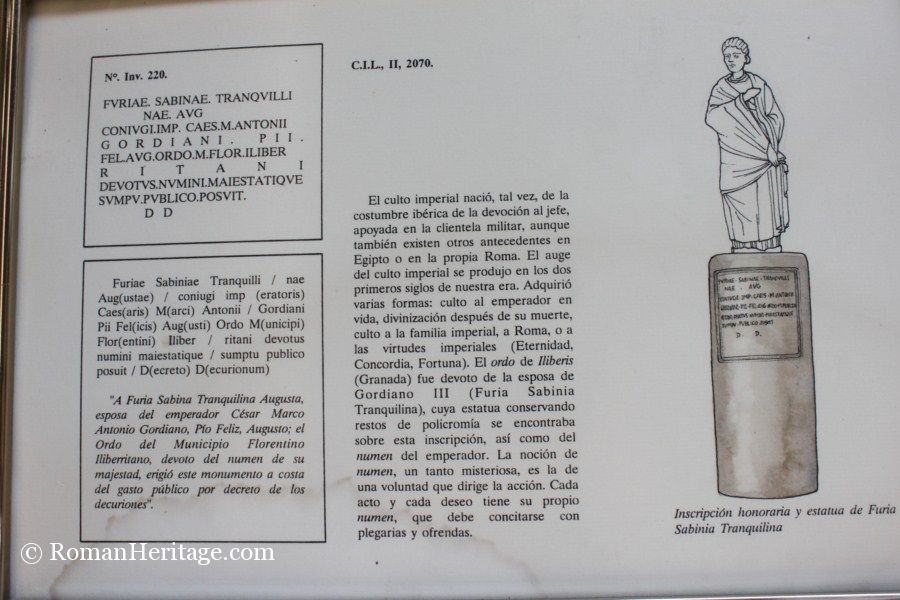 Nº. Inv. 220.
FVRIAE. SABINAE. TRANQVILLI
NAE. AVG
CONIVGI.IMP. CAES.M.ANTONII
GORDIANI. PII.
FEL.AVG.ORDO.M.FLOR.ILIBER
RITANI
DEVOTVS.NVMINI.MAIESTATIQVE
SVMPV.PVBLICO.POSVIT.
D D
Furiae Sabiniae Tranquilli / nae
Aug(ustae) / coniugi imp (eratoris)
Caes(aris) M(arci) Antonii / Gordiani
Pii Fel(icis) Aug(usti) Ordo M(unicipi)
Flor(entini) Iliber / ritani devotus
numini maiestatique / sumptu publico
posuit / D(ecreto) D(ecurionum)
"A Furia Sabina Tranquilina Augusta,
esposa del emperador César Marco
Antonio Gordiano, Pío Feliz, Augusto; el
Ordo del Municipio Florentino
Iliberritano, devoto del numen de su
majestad, erigió este monumento a costa
del gasto público por decreto de los
decuriones".
C.I.L., II, 2070.
El culto imperial nació, tal vez, de la
costumbre ibérica de la devoción al jefe,
apoyada en la clientela militar, aunque
también existen otros antecedentes en
Egipto o en la propia Roma. El auge
del culto imperial se produjo en los dos
primeros siglos de nuestra era. Adquirió
varias formas: culto al emperador en
vida, divinización después de su muerte,
culto a la familia imperial, a Roma, o a
las virtudes imperiales (Eternidad,
Concordia, Fortuna). El ordo de Iliberis
(Granada) fue devoto de la esposa de
Gordiano III (Furia Sabinia
Tranquilina), cuya estatua conservando
restos de policromía se encontraba
sobre esta inscripción, así como del
numen del emperador. La noción de
numen, un tanto misteriosa, es la de
una voluntad que dirige la acción. Cada
acto y cada deseo tiene su propio
numen, que debe concitarse con
plegarias y ofrendas.
FVRIAE SABINAE TRANQVILLI
NAE . AVG
CONIVGI.IMP.CAES.M.ANTONII
D. D.
Inscripción honoraria y estatua de Furia
Sabinia Tranquilina
© RomanHeritage.com